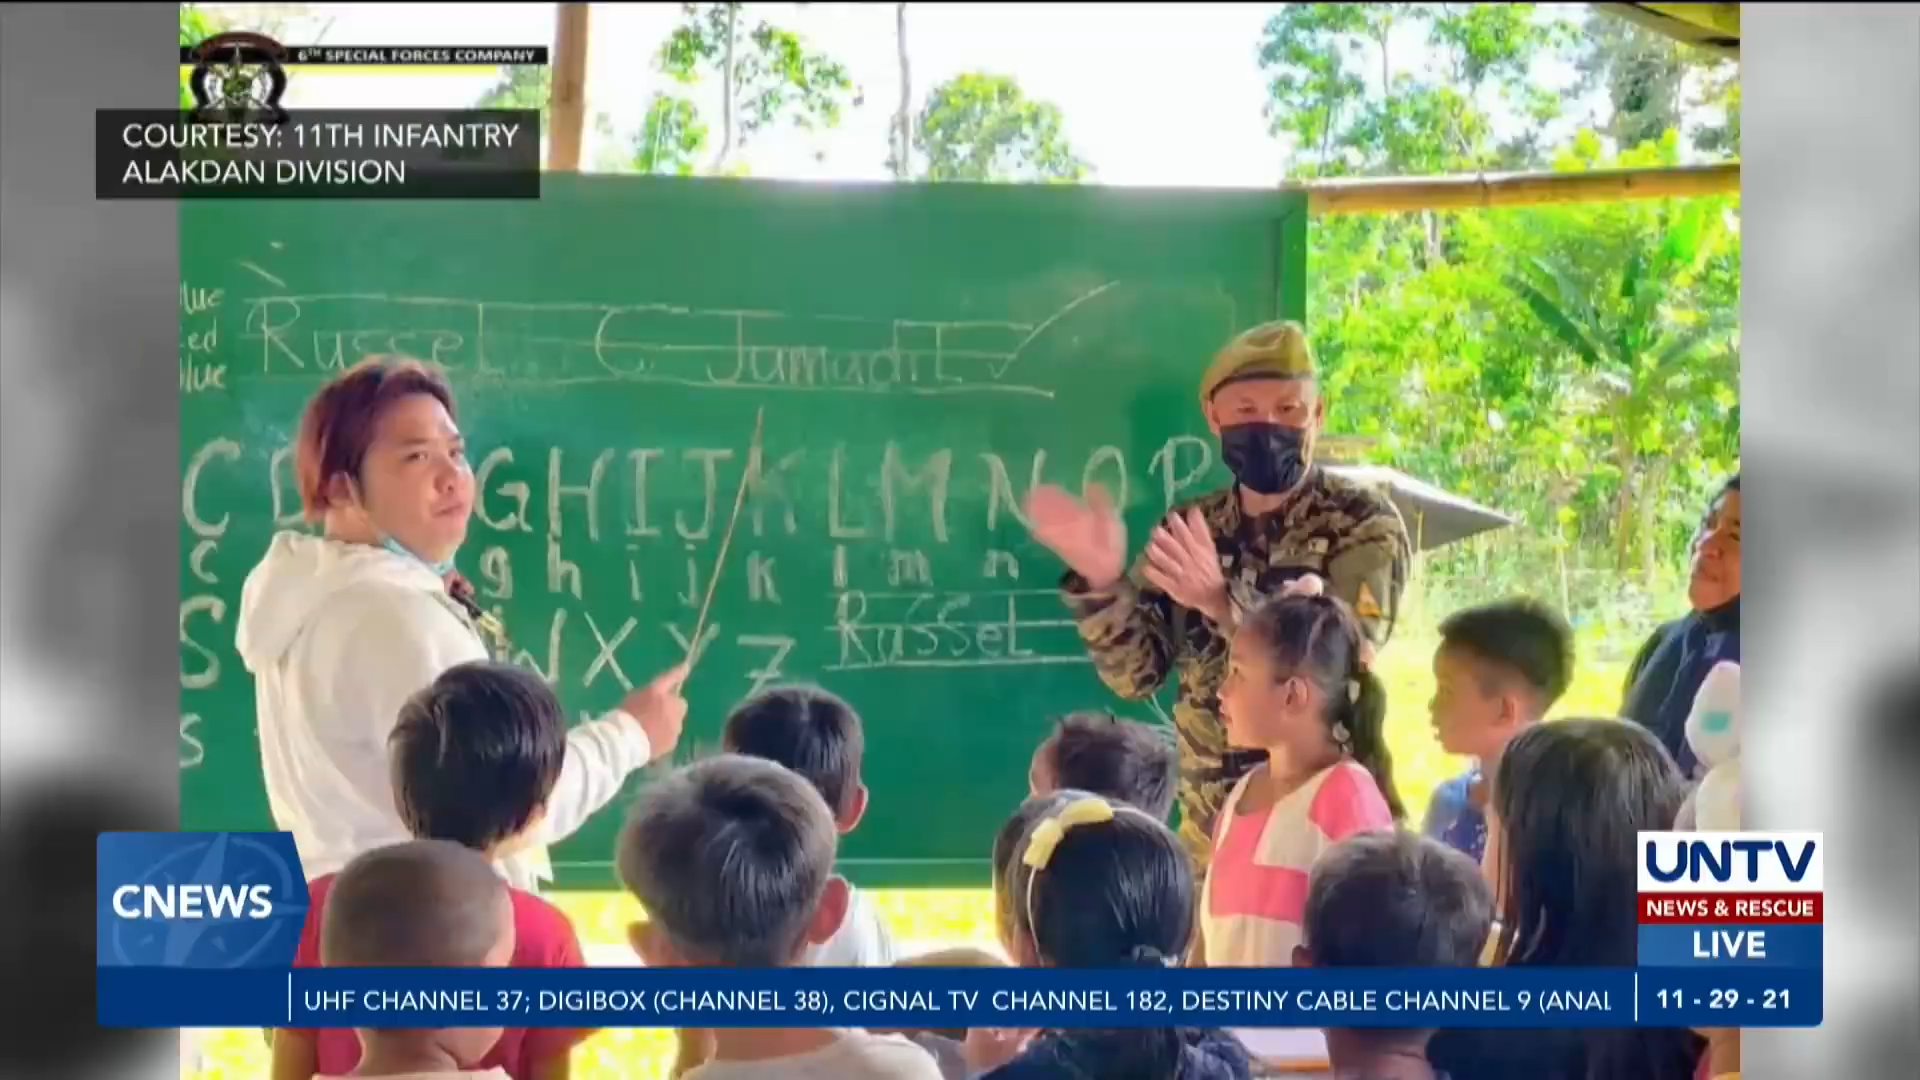 6TH SPECIAL FORCES COMPANY
COURTESY: 11TH INFANTRY
ALAKDAN DIVISION
Russel C. Jumadil
C D G H I J K L M N O P
c g h i j k l m n
Russel
S W X Y Z
s
CNEWS
UNTV
NEWS & RESCUE
LIVE
UHF CHANNEL 37; DIGIBOX (CHANNEL 38), CIGNAL TV CHANNEL 182, DESTINY CABLE CHANNEL 9 (ANAL
11 - 29 - 21